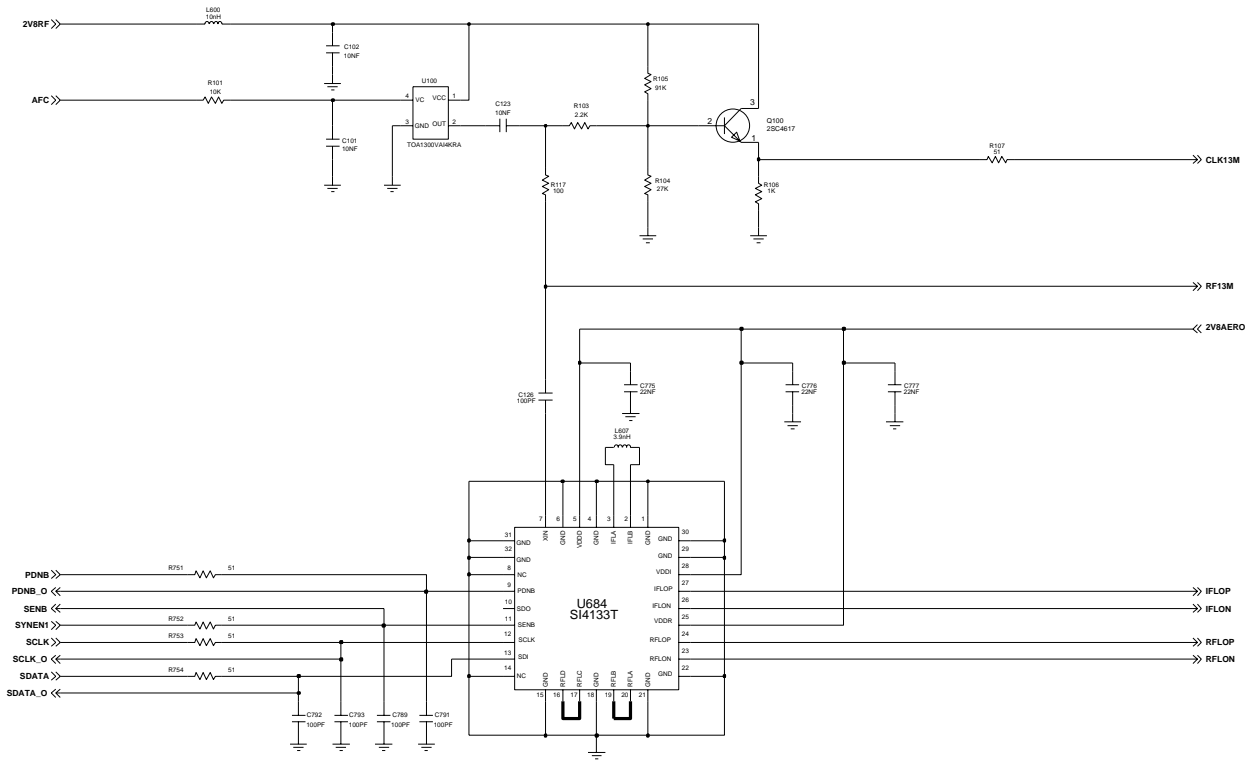 L600
10nH
2V8RF
C102
10NF
U100
R101
10K
AFC
4 VC VCC 1
3 GND OUT 2
TOA1300VAI4KRA
C101
10NF
C123
10NF
R103
2.2K
R105
91K
3
2
1
Q100
2SC4617
R107
51
CLK13M
R117
100
R104
27K
R106
1K
RF13M
2V8AERO
C775
22NF
C776
22NF
C777
22NF
C126
100PF
L607
3.9nH
7 6 5 4 3 2 1
XIN GND VDDD GND IFLA IFLB GND
31 GND
32 GND
8 NC
9 PDNB
10 SDO
11 SENB
12 SCLK
13 SDI
14 NC
U684
SI4133T
GND 30
GND 29
VDDI 28
IFLOP 27
IFLON 26
VDDR 25
RFLOP 24
RFLON 23
GND 22
GND RFLD RFLC GND RFLB RFLA GND
15 16 17 18 19 20 21
PDNB
R751 51
PDNB_O
SENB
SYNEN1
R752 51
SCLK
R753 51
SCLK_O
SDATA
R754 51
SDATA_O
C792
100PF
C793
100PF
C789
100PF
C791
100PF
IFLOP
IFLON
RFLOP
RFLON